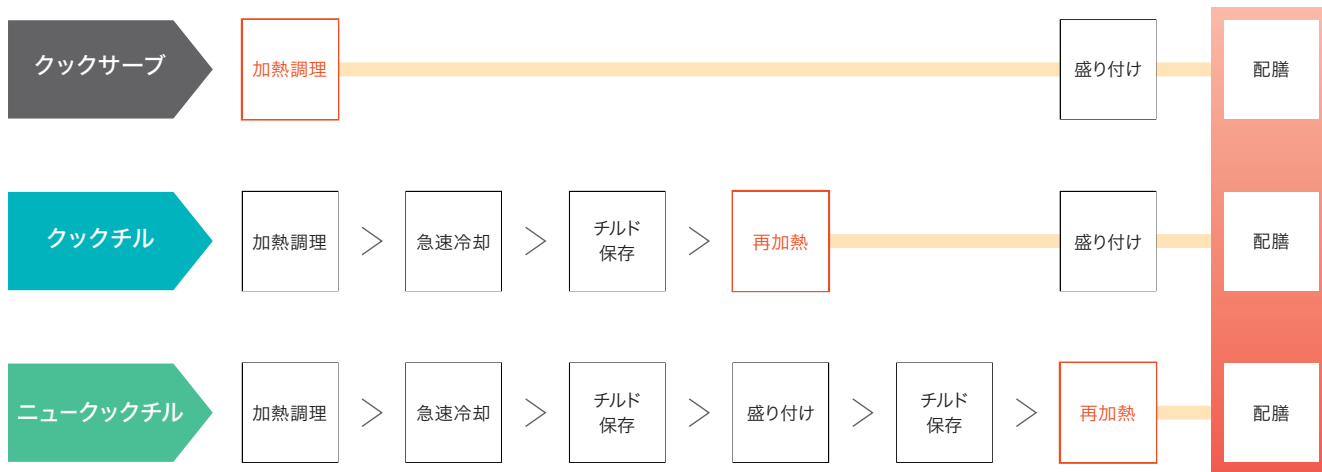 クックサーブ
加熱調理
盛り付け
配膳
クックチル
加熱調理
急速冷却
チルド
保存
再加熱
盛り付け
配膳
ニュークックチル
加熱調理
急速冷却
チルド
保存
盛り付け
チルド
保存
再加熱
配膳